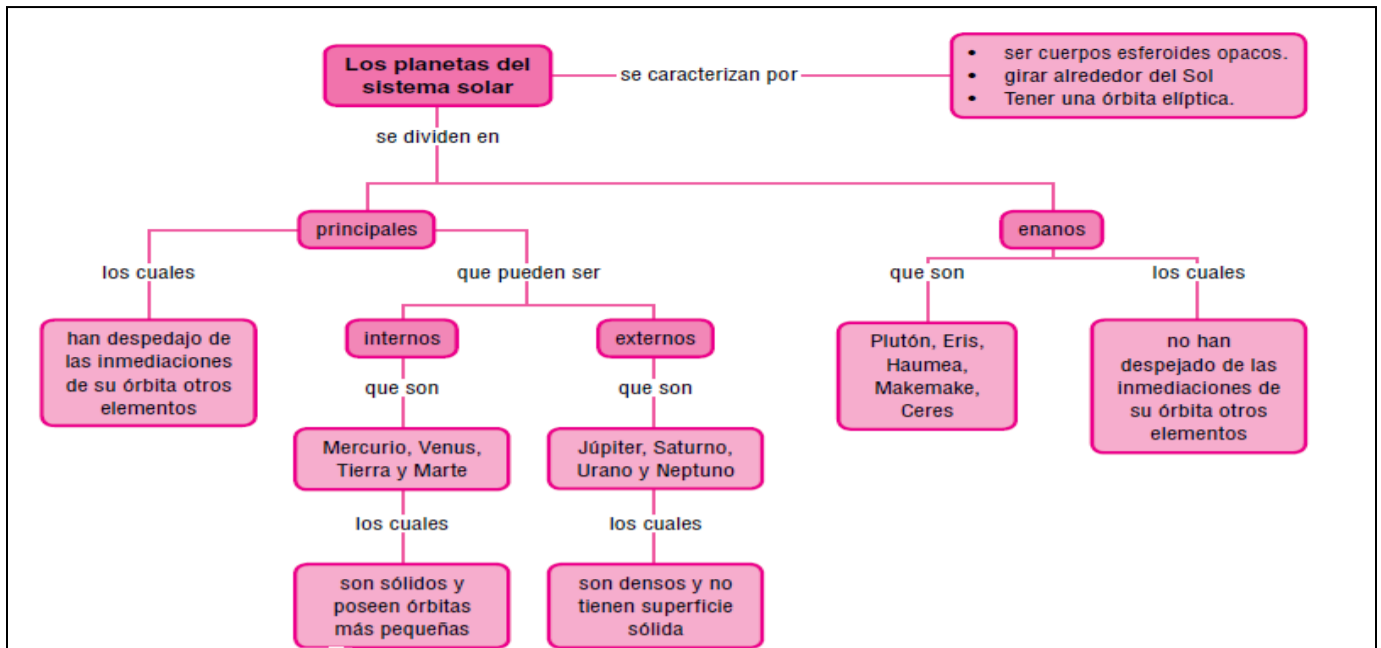 Los planetas del
sistema solar
se caracterizan por
• ser cuerpos esferoides opacos.
• girar alrededor del Sol
• Tener una órbita elíptica.
se dividen en
principales
enanos
los cuales
que pueden ser
que son
los cuales
han despedajo de
las inmediaciones
de su órbita otros
elementos
internos
externos
Plutón, Eris,
Haumea,
Makemake,
Ceres
no han
despejado de las
inmediaciones de
su órbita otros
elementos
que son
que son
Mercurio, Venus,
Tierra y Marte
Júpiter, Saturno,
Urano y Neptuno
los cuales
los cuales
son sólidos y
poseen órbitas
más pequeñas
son densos y no
tienen superficie
sólida